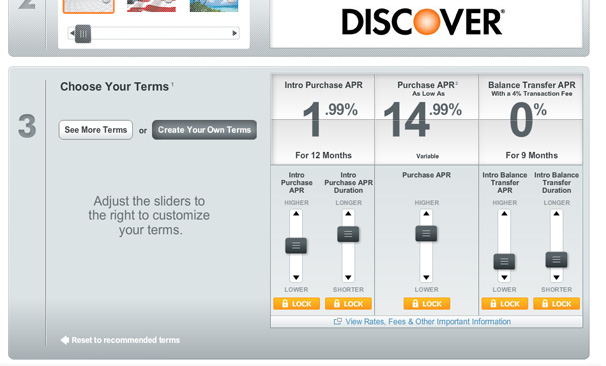 2
DISCOVER®
3
Choose Your Terms 1
See More Terms or Create Your Own Terms
Adjust the sliders to
the right to customize
your terms.
Reset to recommended terms
Intro Purchase APR
1.99%
For 12 Months
Purchase APR2
As Low As
14.99%
Variable
Balance Transfer APR
With a 4% Transaction Fee
0%
For 9 Months
Intro
Purchase
APR
HIGHER
LOWER
LOCK
Intro
Purchase APR
Duration
LONGER
SHORTER
LOCK
Purchase APR
HIGHER
LOWER
LOCK
Intro Balance
Transfer
APR
HIGHER
LOWER
LOCK
Intro Balance
Transfer
Duration
LONGER
SHORTER
LOCK
View Rates, Fees & Other Important Information